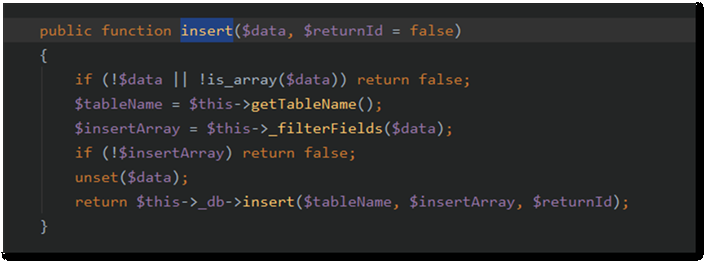 public function insert($data, $returnId = false)
{
if (!$data || !is_array($data)) return false;
$tableName = $this->getTableName();
$insertArray = $this->_filterFields($data);
if (!$insertArray) return false;
unset($data);
return $this->_db->insert($tableName, $insertArray, $returnId);
}